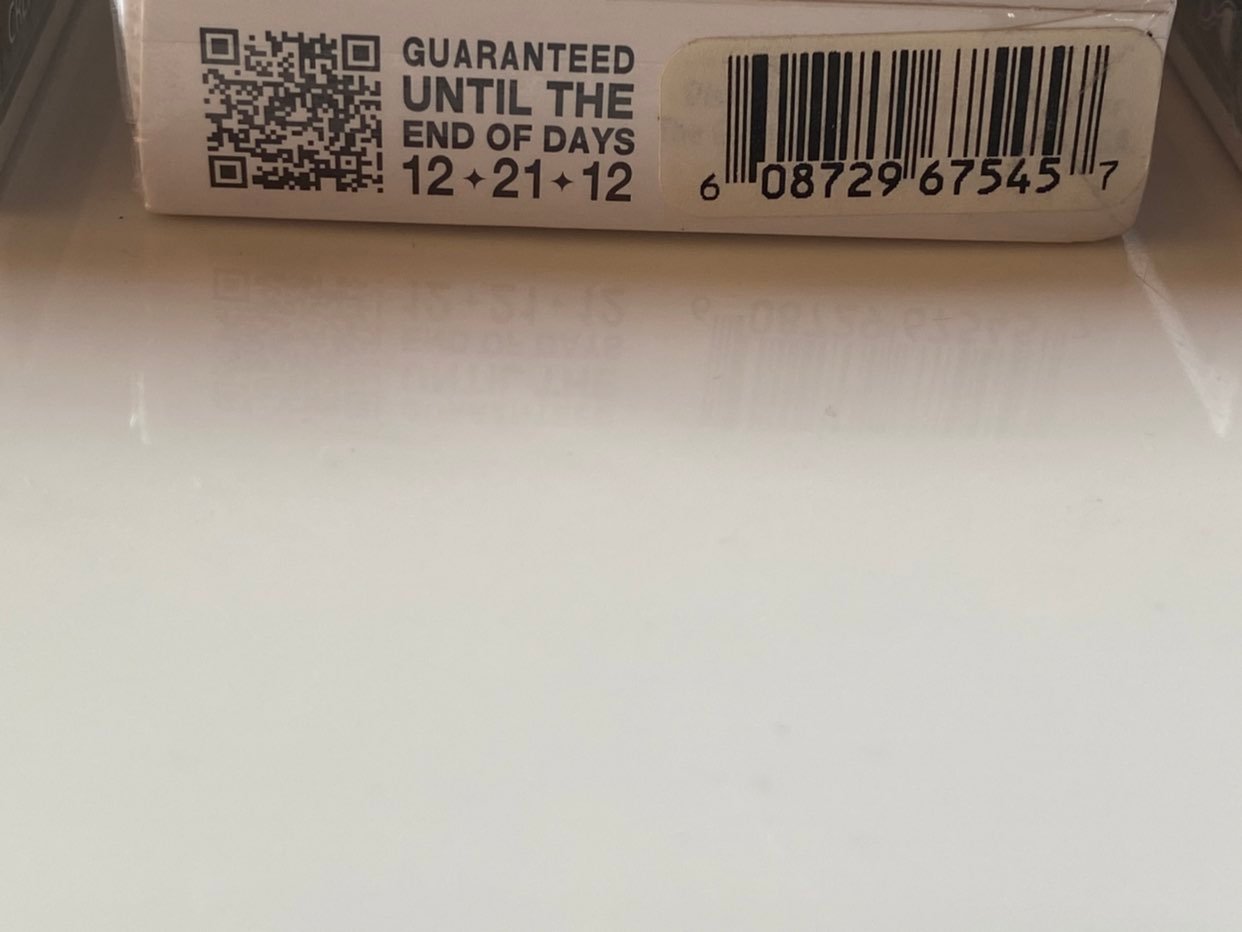 GUARANTEED
UNTIL THE
END OF DAYS
12✦21✦12
6 08729 67545 7